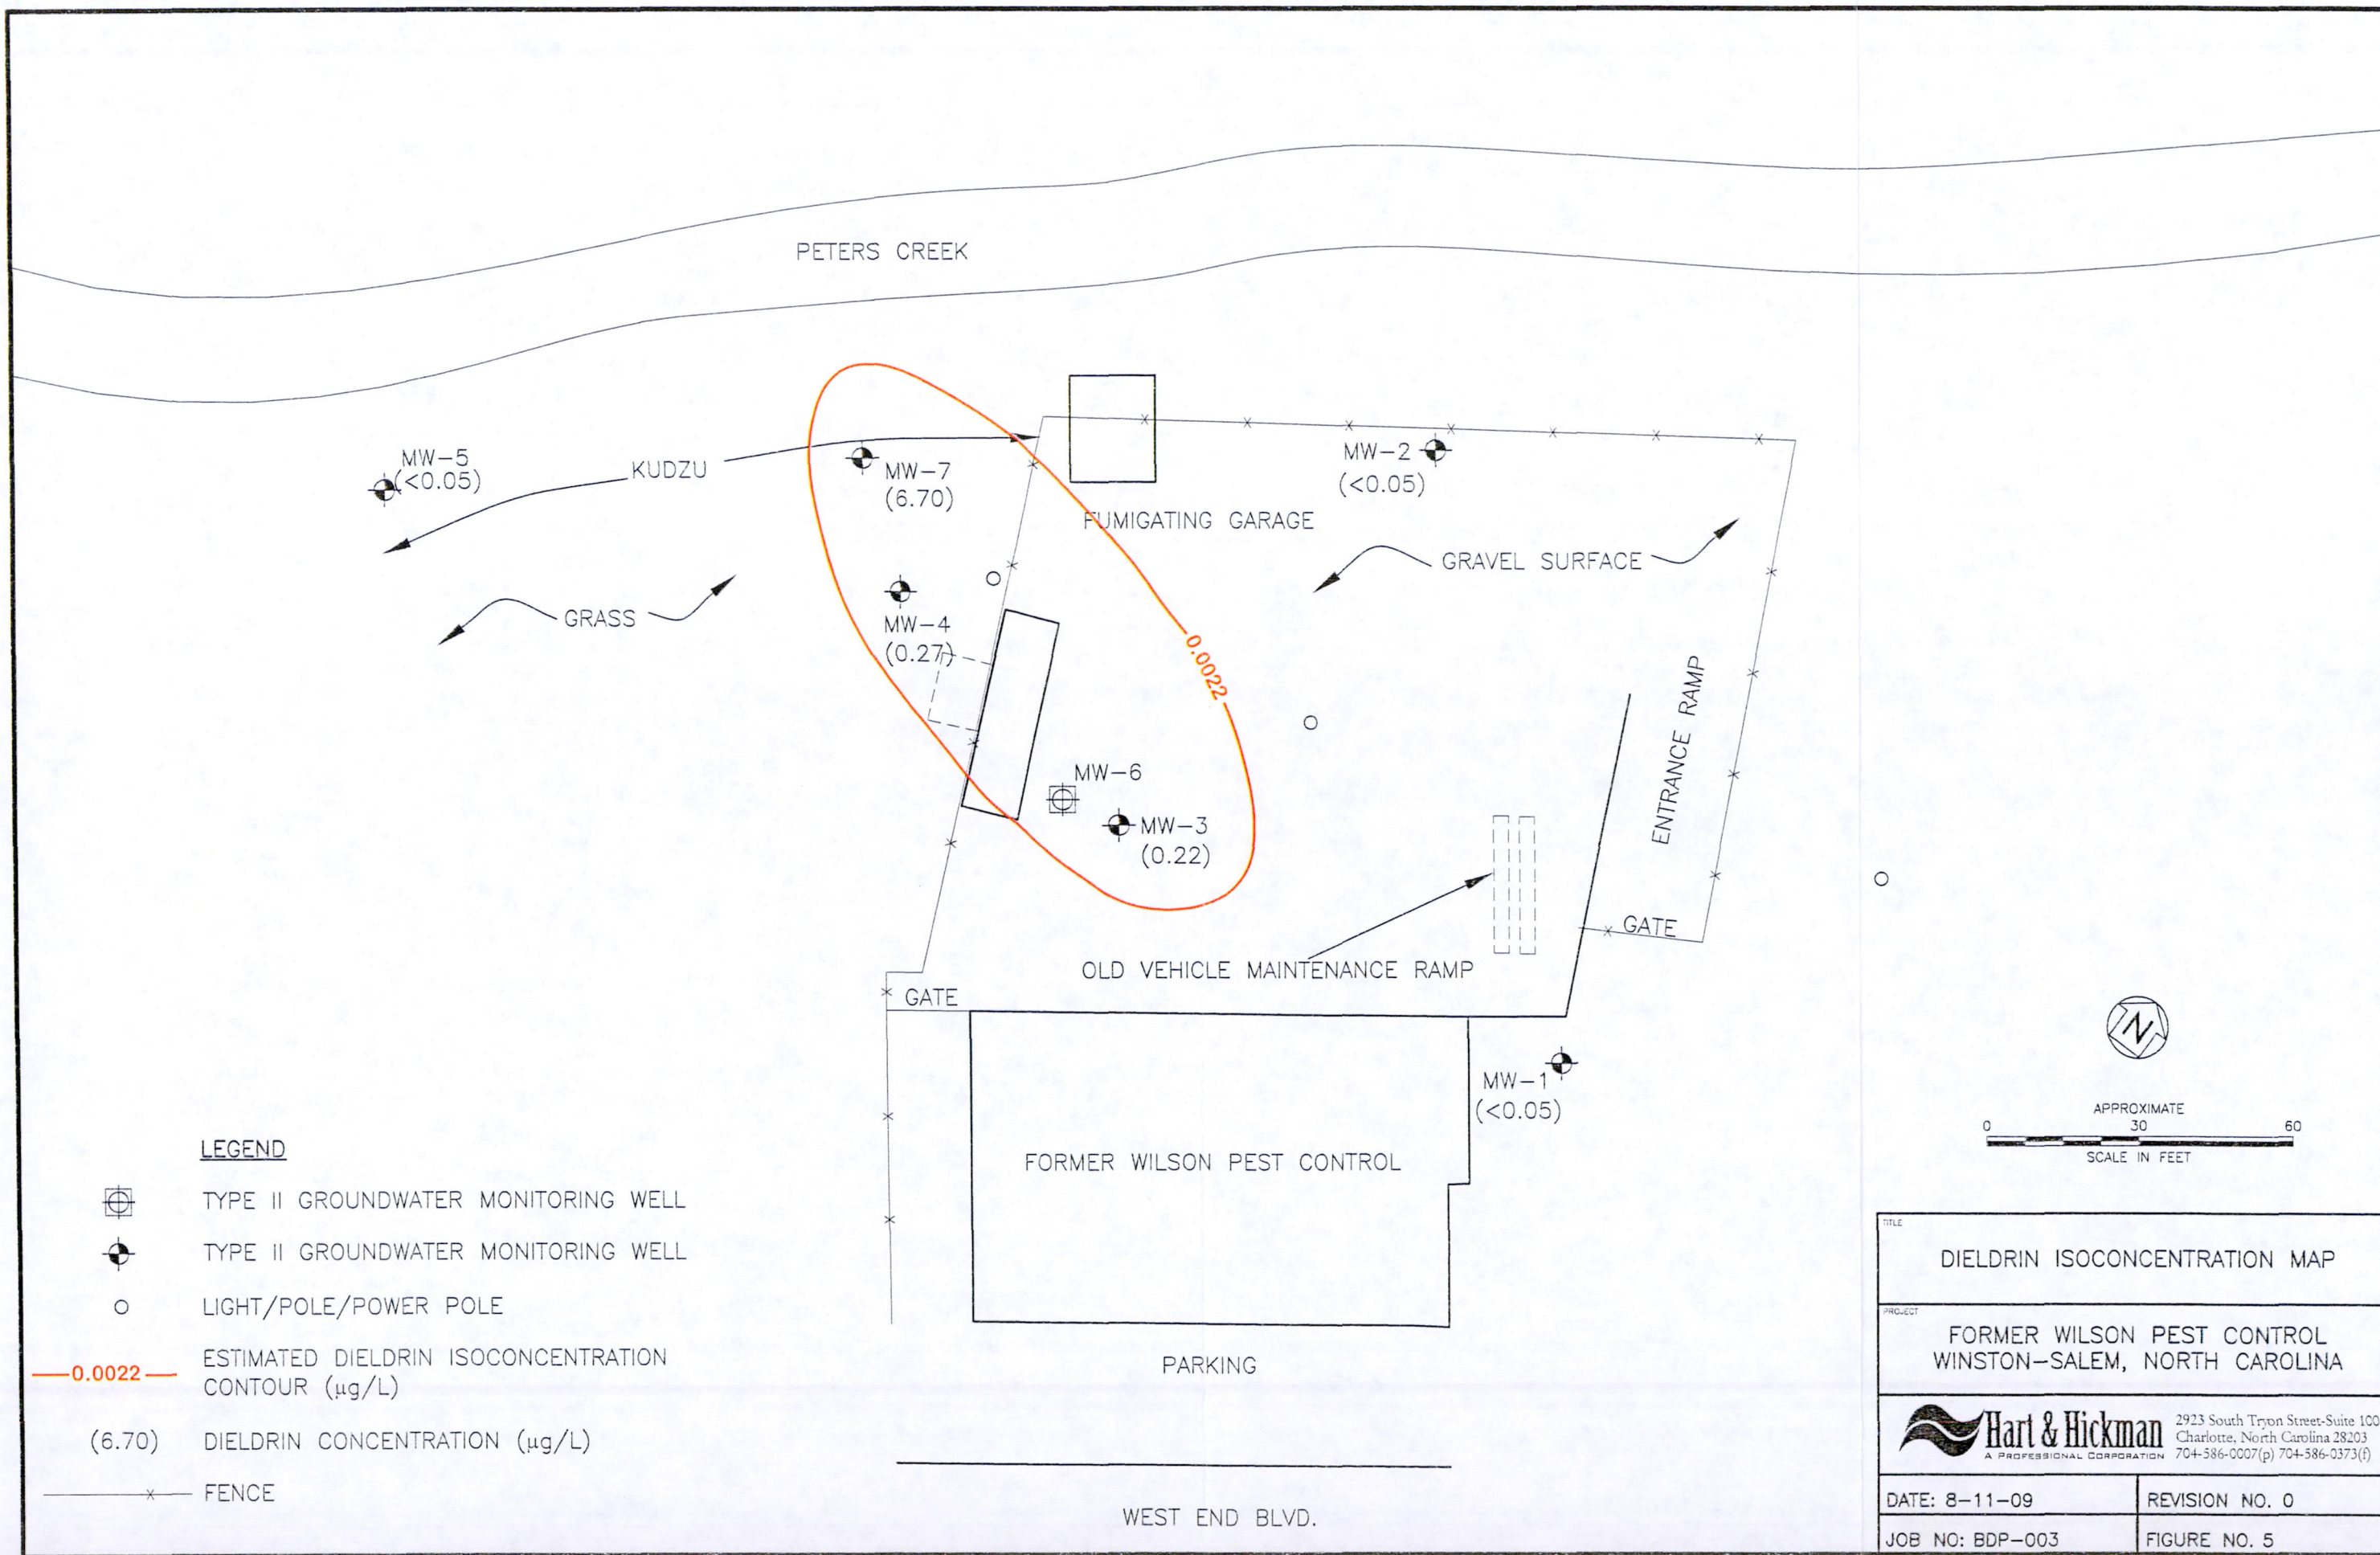 PETERS CREEK
MW-5
(<0.05)
KUDZU
MW-7
(6.70)
MW-2
(<0.05)
FUMIGATING GARAGE
GRAVEL SURFACE
GRASS
MW-4
(0.27)
0.0022
ENTRANCE RAMP
MW-6
MW-3
(0.22)
GATE
OLD VEHICLE MAINTENANCE RAMP
GATE
N
MW-1
(<0.05)
APPROXIMATE
0 30 60
SCALE IN FEET
FORMER WILSON PEST CONTROL
PARKING
WEST END BLVD.
LEGEND
TYPE II GROUNDWATER MONITORING WELL
TYPE II GROUNDWATER MONITORING WELL
LIGHT/POLE/POWER POLE
0.0022 ESTIMATED DIELDRIN ISOCONCENTRATION
CONTOUR (µg/L)
(6.70) DIELDRIN CONCENTRATION (µg/L)
x FENCE
TITLE
DIELDRIN ISOCONCENTRATION MAP
PROJECT
FORMER WILSON PEST CONTROL
WINSTON-SALEM, NORTH CAROLINA
Hart & Hickman
A PROFESSIONAL CORPORATION
2923 South Tryon Street-Suite 100
Charlotte, North Carolina 28203
704-586-0007(p) 704-586-0373(f)
DATE: 8-11-09
REVISION NO. 0
JOB NO: BDP-003
FIGURE NO. 5